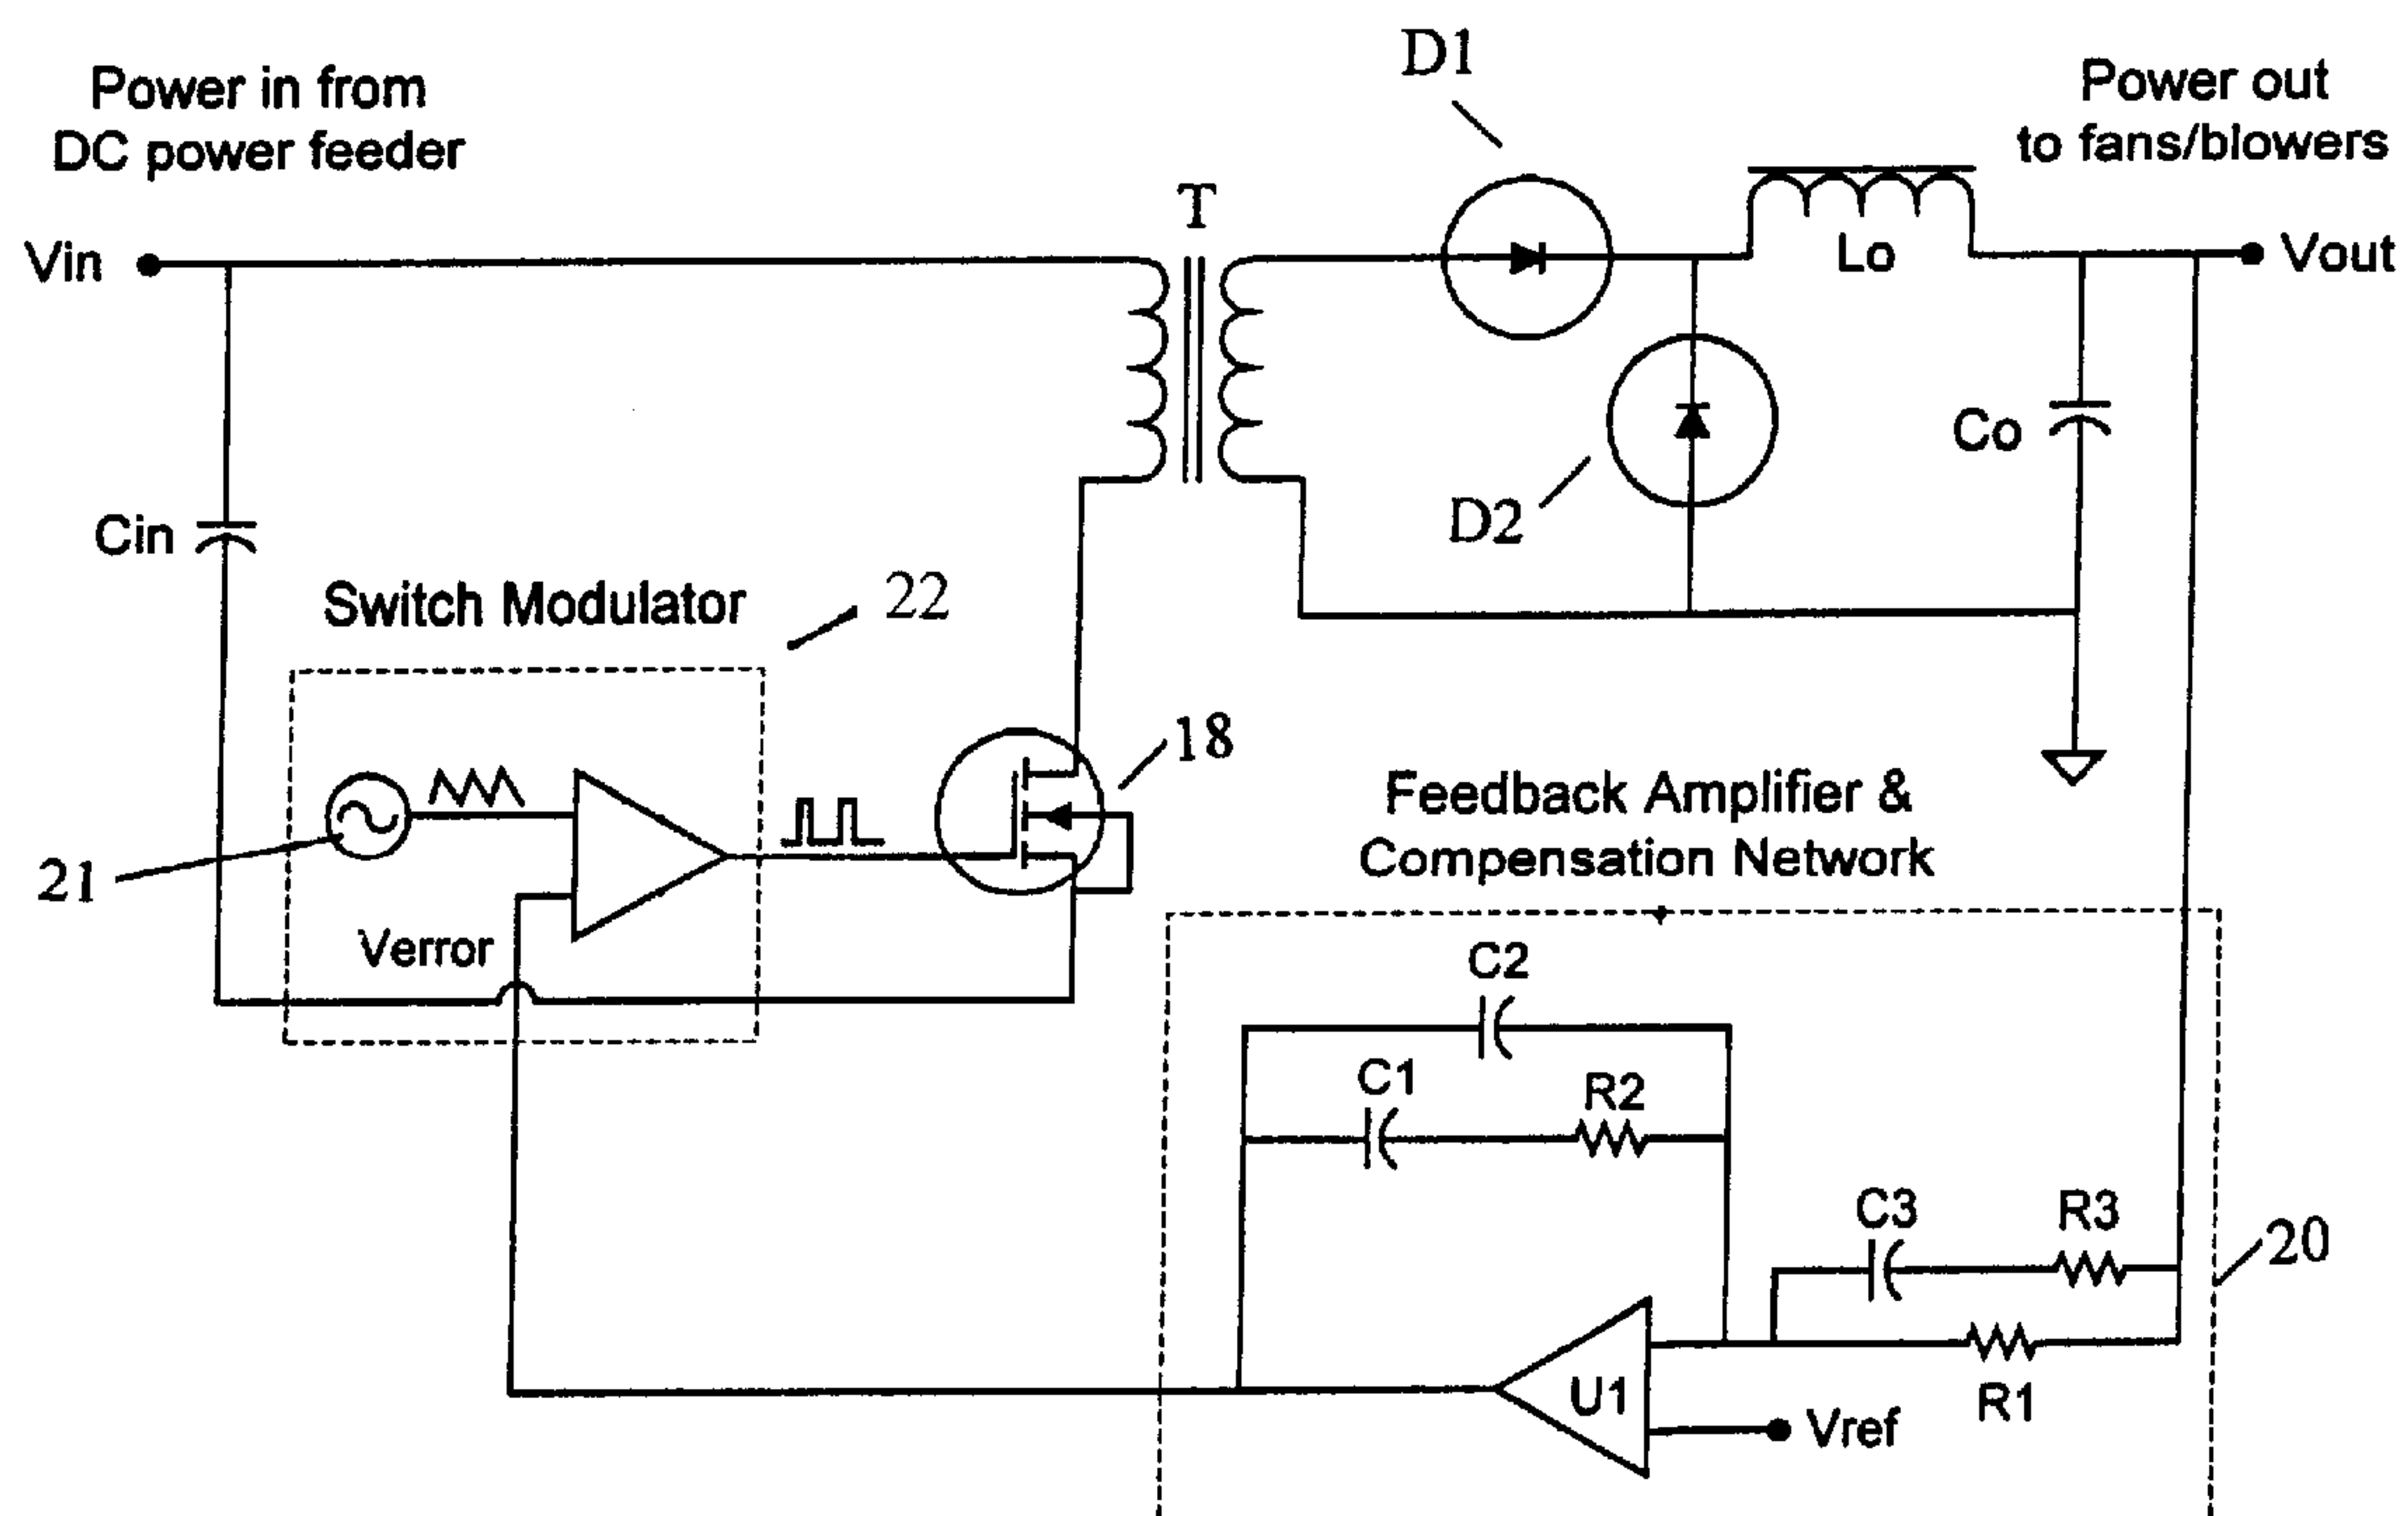 Power in from
DC power feeder
D1
Power out
to fans/blowers
T
Vin
Lo
Vout
Cin
D2
Co
Switch Modulator
22
18
21
Verror
Feedback Amplifier &
Compensation Network
C2
C1
R2
C3
R3
20
U1
R1
Vref